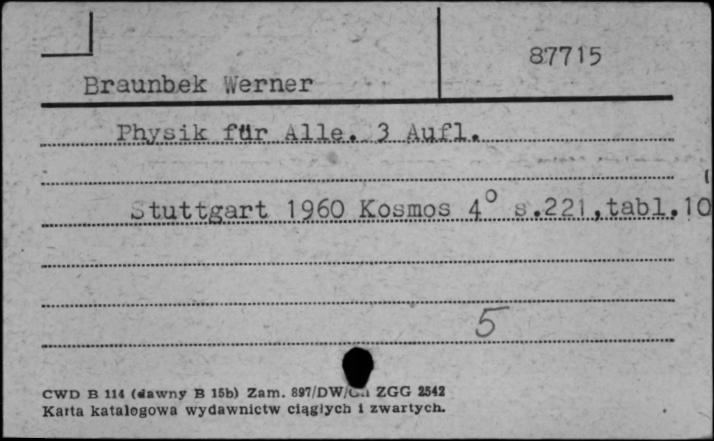 87715
Braunbek Werner
Physik für Alle. 3 Aufl.
Stuttgart 1960 Kosmos 4° s.221,tabl.10
5
CWD B 114 (dawny B 15b) Zam. 897/DW/ ZGG 2542
Karta katalogowa wydawnictw ciągłych i zwartych.